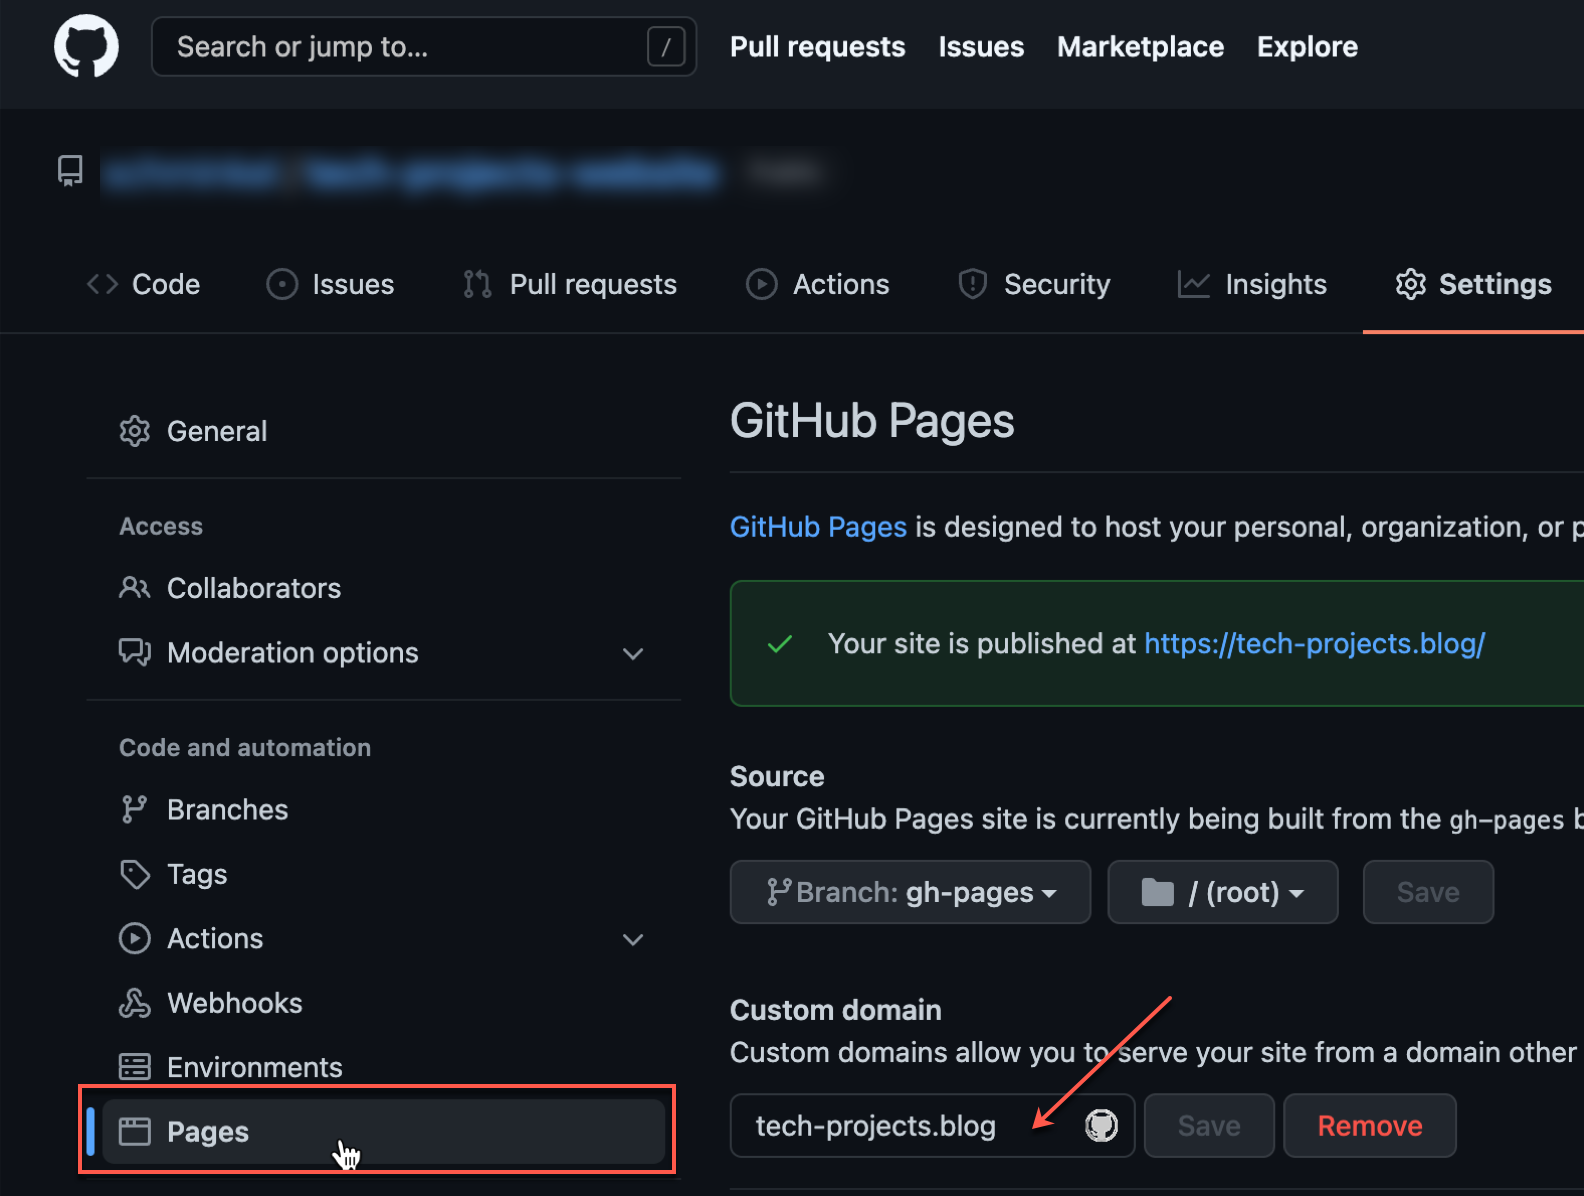 Search or jump to... /
Pull requests Issues Marketplace Explore
Code Issues Pull requests Actions Security Insights Settings
General
Access
Collaborators
Moderation options
Code and automation
Branches
Tags
Actions
Webhooks
Environments
Pages
GitHub Pages
GitHub Pages is designed to host your personal, organization, or p
Your site is published at https://tech-projects.blog/
Source
Your GitHub Pages site is currently being built from the gh-pages b
Branch: gh-pages / (root) Save
Custom domain
Custom domains allow you to serve your site from a domain other
tech-projects.blog Save Remove